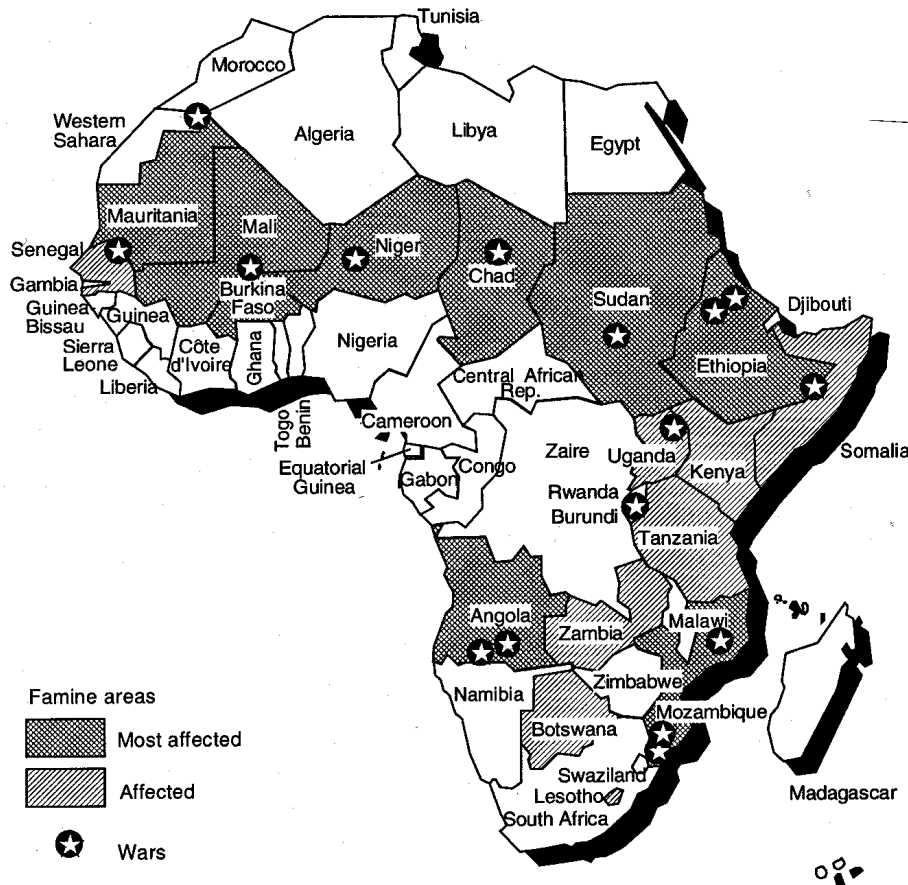 Tunisia
Morocco
Western
Sahara
Algeria
Libya
Egypt
Mauritania
Mali
Niger
Chad
Senegal
Gambia
Guinea
Bissau
Guinea
Burkina
Faso
Sudan
Djibouti
Sierra
Leone
Côte
d'Ivoire
Ghana
Nigeria
Ethiopia
Liberia
Togo
Benin
Central African
Rep.
Cameroon
Equatorial
Guinea
Gabon
Congo
Zaire
Uganda
Kenya
Somalia
Rwanda
Burundi
Tanzania
Angola
Zambia
Malawi
Namibia
Zimbabwe
Mozambique
Botswana
Swaziland
Lesotho
South Africa
Madagascar
Famine areas
Most affected
Affected
Wars